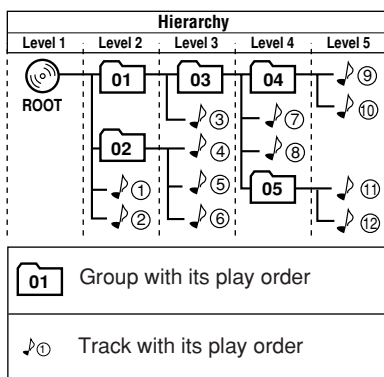 Hierarchy
Level 1 Level 2 Level 3 Level 4 Level 5
01 03 04 ⑨
ROOT ⑩
③ ⑦
02 ④ ⑧
① ⑤ 05 ⑪
② ⑥ ⑫
01 Group with its play order
① Track with its play order